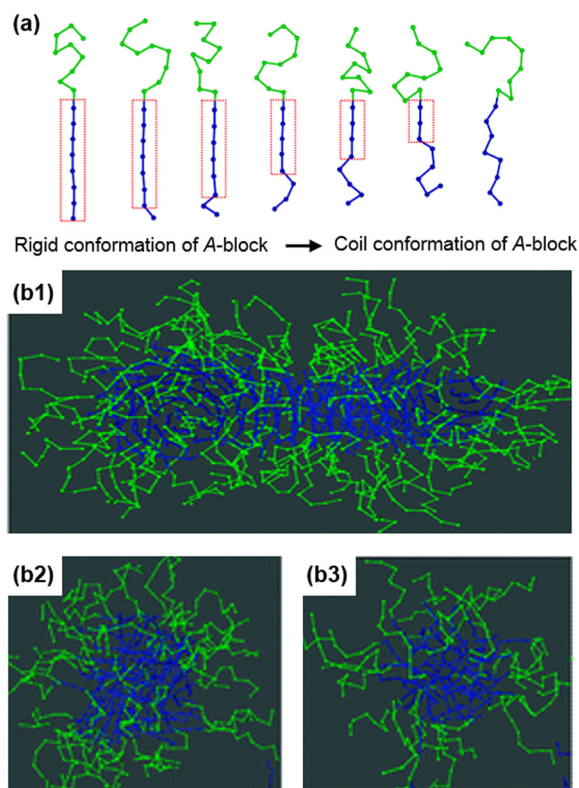 (a)
Rigid conformation of A-block → Coil conformation of A-block
(b1)
(b2)
(b3)